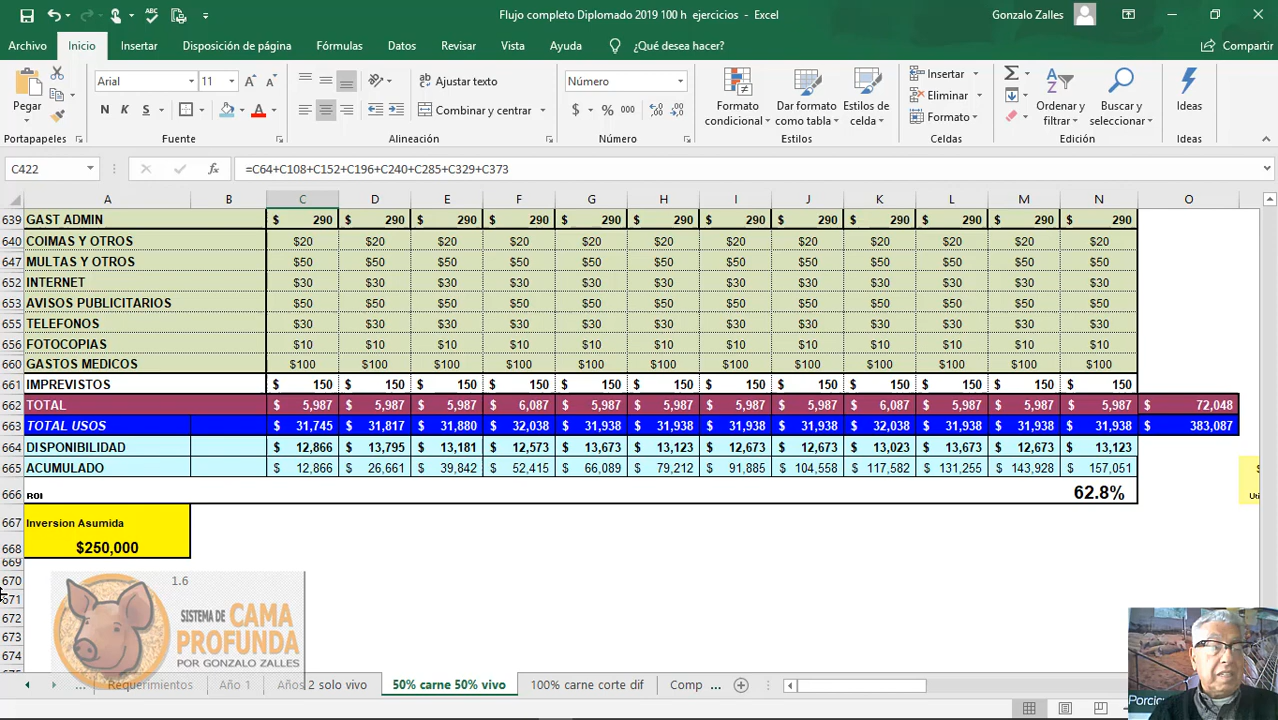 Flujo completo Diplomado 2019 100 h ejercicios - Excel
Gonzalo Zalles
Archivo Inicio Insertar Disposición de página Fórmulas Datos Revisar Vista Ayuda ¿Qué desea hacer? Compartir
Arial 11 Ajustar texto Número Insertar
Pegar N K S Combinar y centrar $ % 000 Formato condicional Dar formato como tabla Estilos de celda Eliminar Formato Ordenar y filtrar Buscar y seleccionar Ideas
Portapapeles Fuente Alineación Número Estilos Celdas Edición Ideas
C422 fx =C64+C108+C152+C196+C240+C285+C329+C373
A B C D E F G H I J K L M N O
639 GAST ADMIN $ 290 $ 290 $ 290 $ 290 $ 290 $ 290 $ 290 $ 290 $ 290 $ 290 $ 290 $ 290
640 COIMAS Y OTROS $20 $20 $20 $20 $20 $20 $20 $20 $20 $20 $20 $20
647 MULTAS Y OTROS $50 $50 $50 $50 $50 $50 $50 $50 $50 $50 $50 $50
652 INTERNET $30 $30 $30 $30 $30 $30 $30 $30 $30 $30 $30 $30
653 AVISOS PUBLICITARIOS $50 $50 $50 $50 $50 $50 $50 $50 $50 $50 $50 $50
655 TELEFONOS $30 $30 $30 $30 $30 $30 $30 $30 $30 $30 $30 $30
656 FOTOCOPIAS $10 $10 $10 $10 $10 $10 $10 $10 $10 $10 $10 $10
660 GASTOS MEDICOS $100 $100 $100 $100 $100 $100 $100 $100 $100 $100 $100 $100
661 IMPREVISTOS $ 150 $ 150 $ 150 $ 150 $ 150 $ 150 $ 150 $ 150 $ 150 $ 150 $ 150 $ 150
662 TOTAL $ 5,987 $ 5,987 $ 5,987 $ 6,087 $ 5,987 $ 5,987 $ 5,987 $ 5,987 $ 6,087 $ 5,987 $ 5,987 $ 5,987 $ 72,048
663 TOTAL USOS $ 31,745 $ 31,817 $ 31,880 $ 32,038 $ 31,938 $ 31,938 $ 31,938 $ 31,938 $ 32,038 $ 31,938 $ 31,938 $ 31,938 $ 383,087
664 DISPONIBILIDAD $ 12,866 $ 13,795 $ 13,181 $ 12,573 $ 13,673 $ 13,123 $ 12,673 $ 12,673 $ 13,023 $ 13,673 $ 12,673 $ 13,123
665 ACUMULADO $ 12,866 $ 26,661 $ 39,842 $ 52,415 $ 66,089 $ 79,212 $ 91,885 $ 104,558 $ 117,582 $ 131,255 $ 143,928 $ 157,051
666 ROI 62.8%
667 Inversion Asumida
668 $250,000
669
670 1.6
671
672 SISTEMA DE CAMA
673 PROFUNDA
674 POR GONZALO ZALLES
... Requerimientos Año 1 Años 2 solo vivo 50% carne 50% vivo 100% carne corte dif Comp ...
Porcic